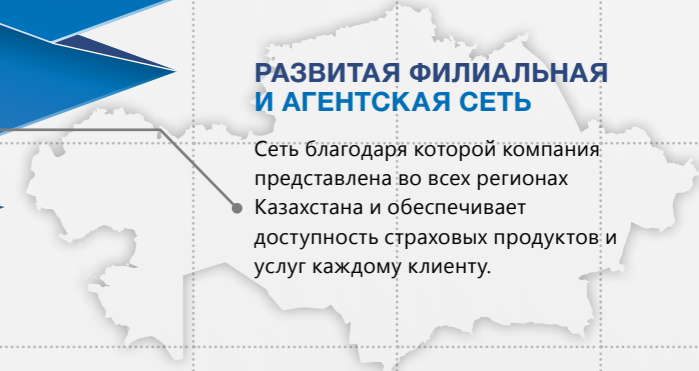 РАЗВИТАЯ ФИЛИАЛЬНАЯ
И АГЕНТСКАЯ СЕТЬ
Сеть благодаря которой компания
представлена во всех регионах
Казахстана и обеспечивает
доступность страховых продуктов и
услуг каждому клиенту.